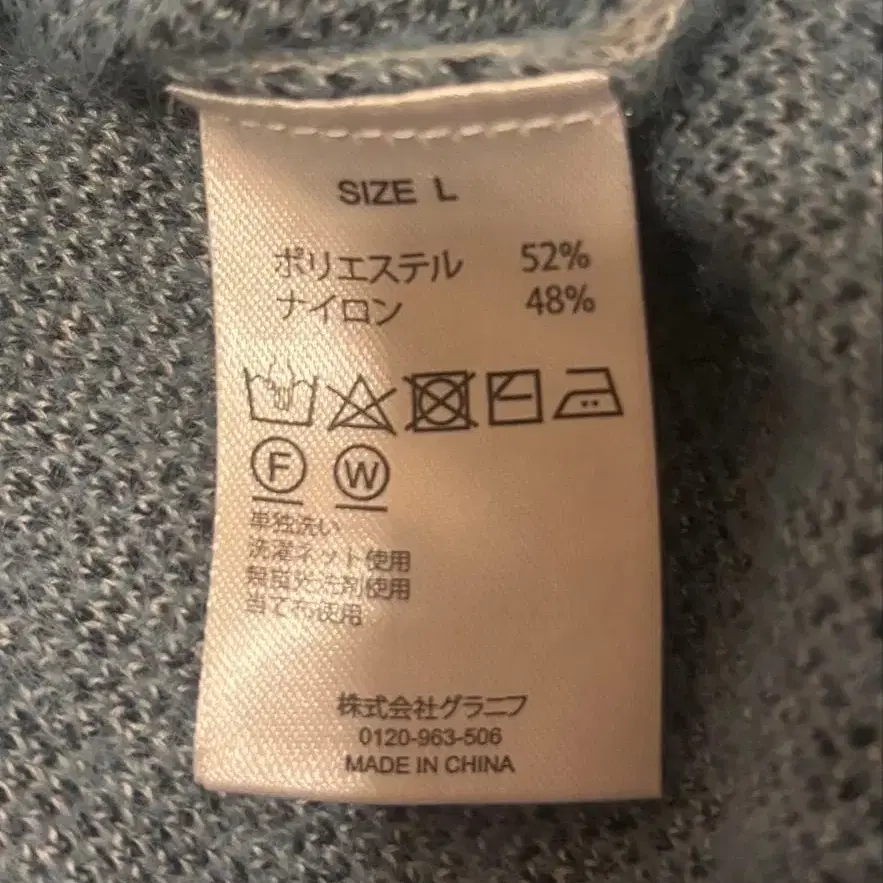 SIZE L
ポリエステル 52%
ナイロン 48%
F W
単独洗い
洗濯ネット使用
無蛍光洗剤使用
当て布使用
株式会社グラニフ
0120-963-506
MADE IN CHINA